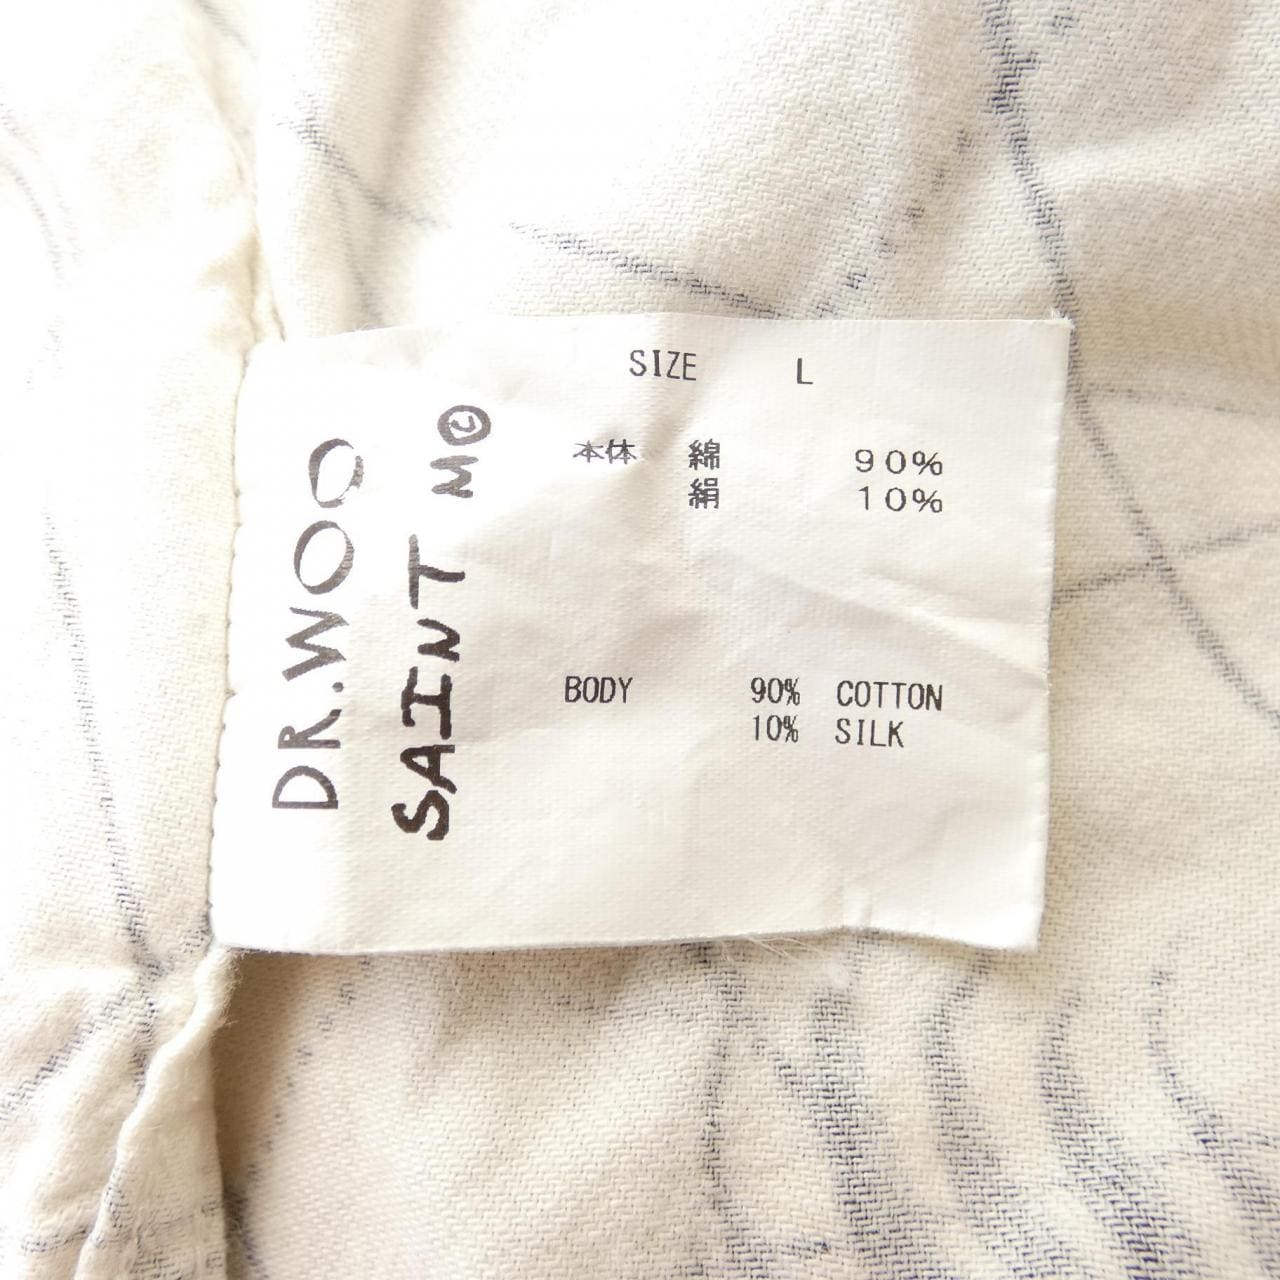 SIZE L
本体 綿 90%
絹 10%
BODY 90% COTTON
10% SILK
DR.WOO
SAINT M